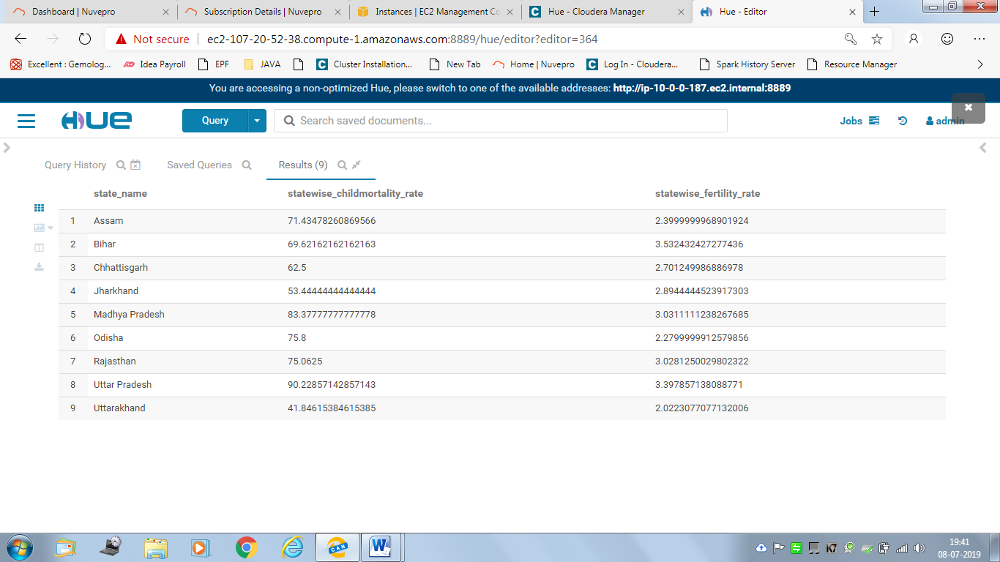 Dashboard | Nuvepro
Subscription Details | Nuvepro
Instances | EC2 Management Co
Hue - Cloudera Manager
Hue - Editor
Not secure
ec2-107-20-52-38.compute-1.amazonaws.com:8889/hue/editor?editor=364
Excellent : Gemolog...
Idea Payroll
EPF
JAVA
Cluster Installation...
New Tab
Home | Nuvepro
Log In - Cloudera...
Spark History Server
Resource Manager
You are accessing a non-optimized Hue, please switch to one of the available addresses: http://ip-10-0-0-187.ec2.internal:8889
HUE
Query
Search saved documents...
Jobs
admin
Query History
Saved Queries
Results (9)
state_name statewise_childmortality_rate statewise_fertility_rate
1 Assam 71.43478260869566 2.3999999968901924
2 Bihar 69.62162162162163 3.532432427277436
3 Chhattisgarh 62.5 2.701249986886978
4 Jharkhand 53.44444444444444 2.8944444523917303
5 Madhya Pradesh 83.37777777777778 3.0311111238267685
6 Odisha 75.8 2.2799999912579856
7 Rajasthan 75.0625 3.0281250029802322
8 Uttar Pradesh 90.22857142857143 3.397857138088771
9 Uttarakhand 41.84615384615385 2.0223077077132006
CAN
19:41
08-07-2019